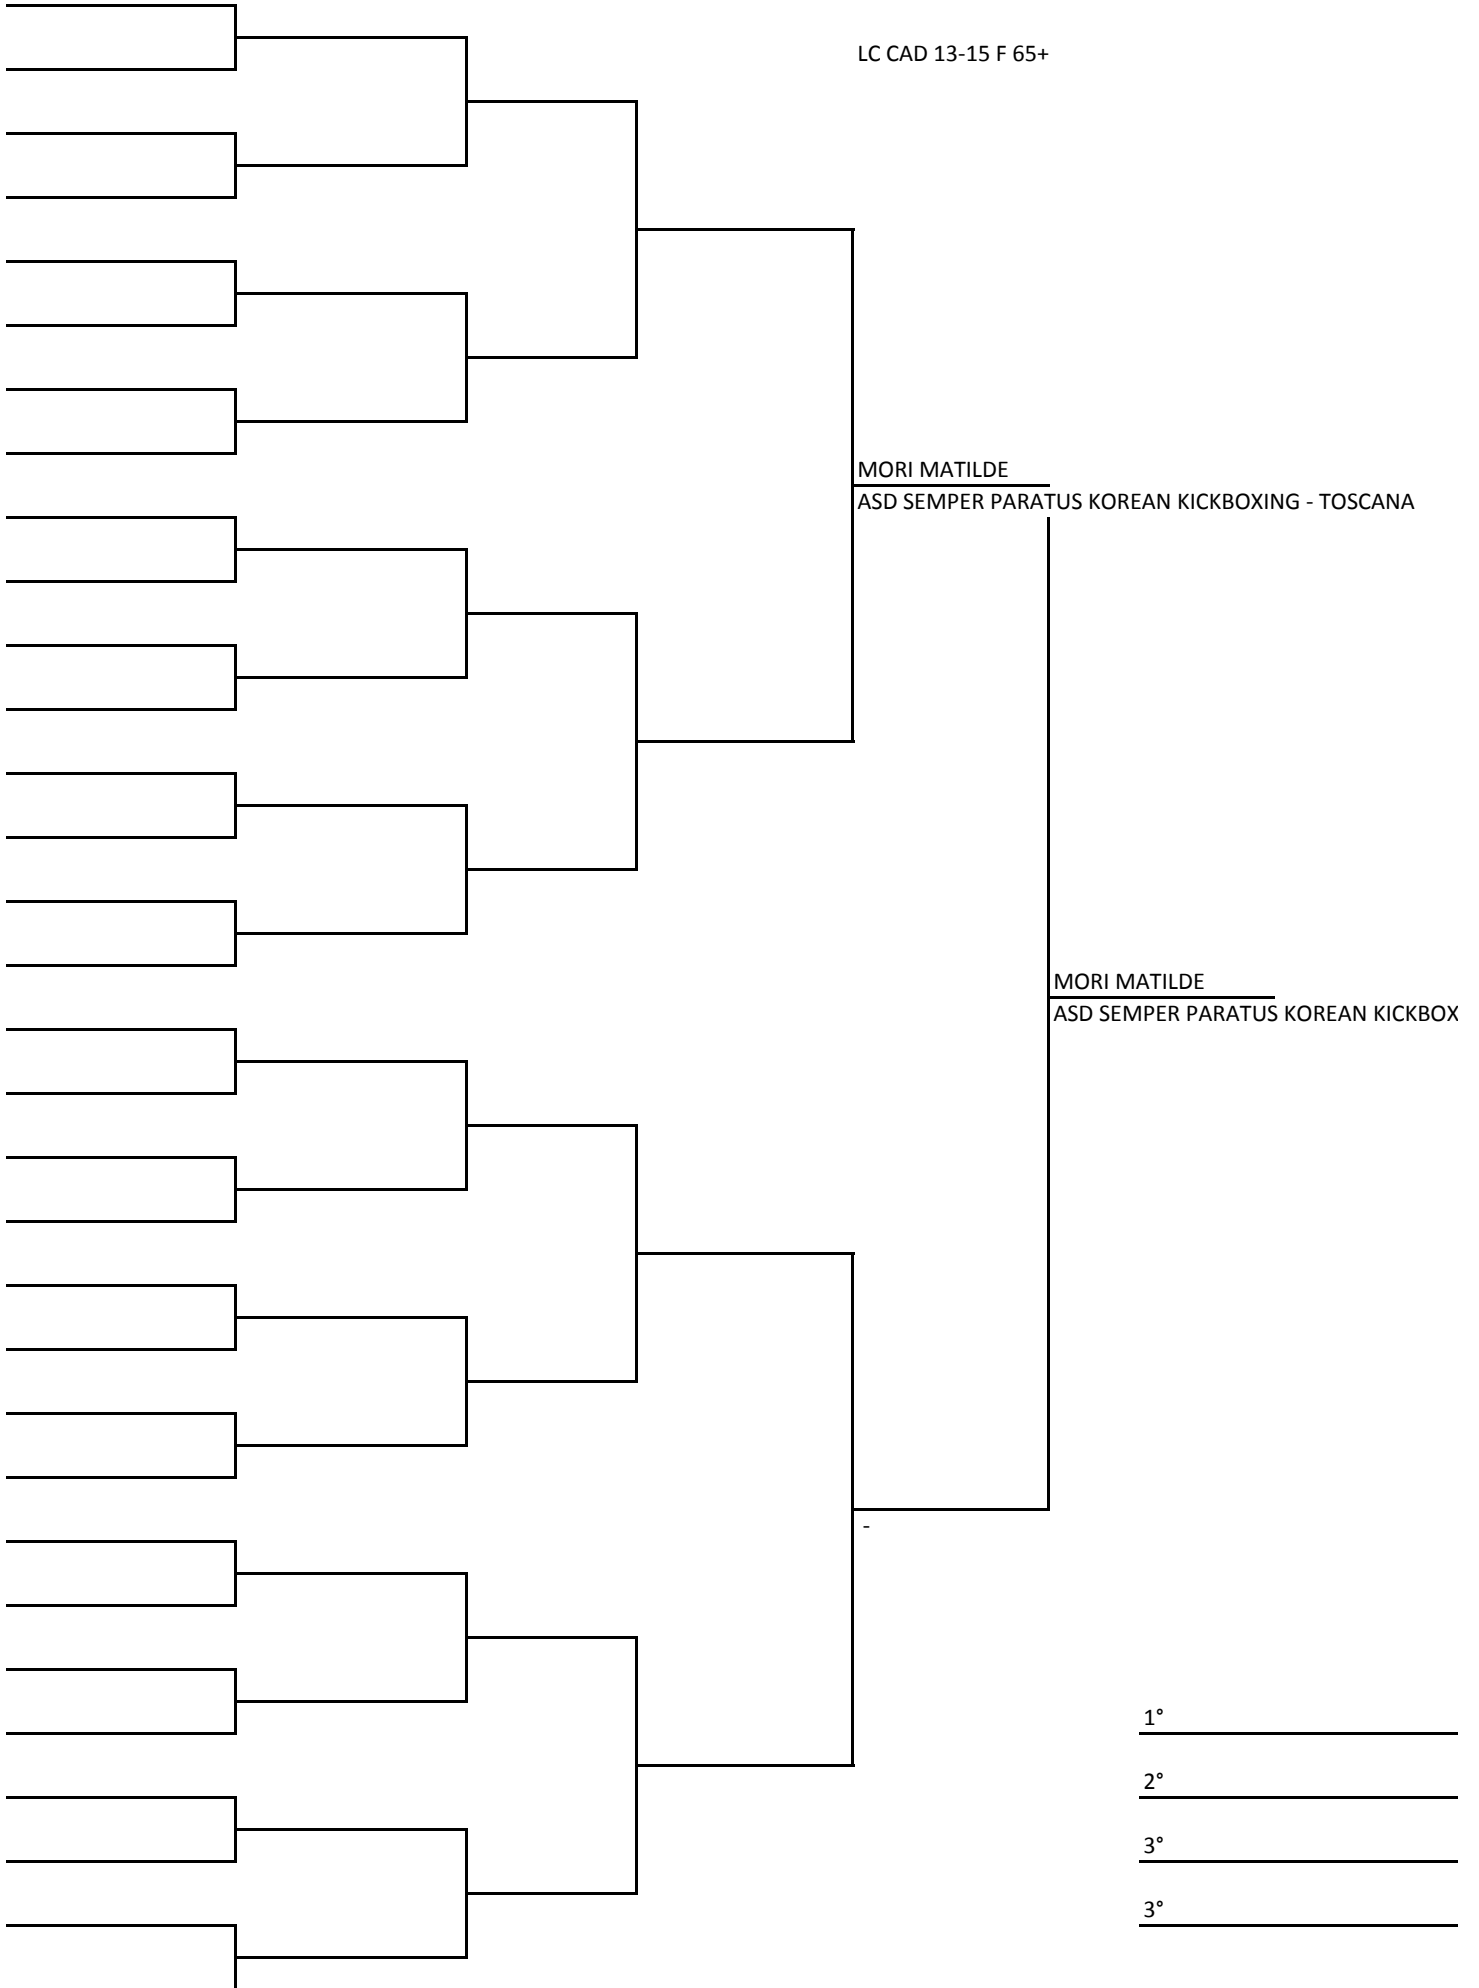 LC CAD 13-15 F 65+
MORI MATILDE
ASD SEMPER PARATUS KOREAN KICKBOXING - TOSCANA
MORI MATILDE
ASD SEMPER PARATUS KOREAN KICKBOX
-
1°
2°
3°
3°